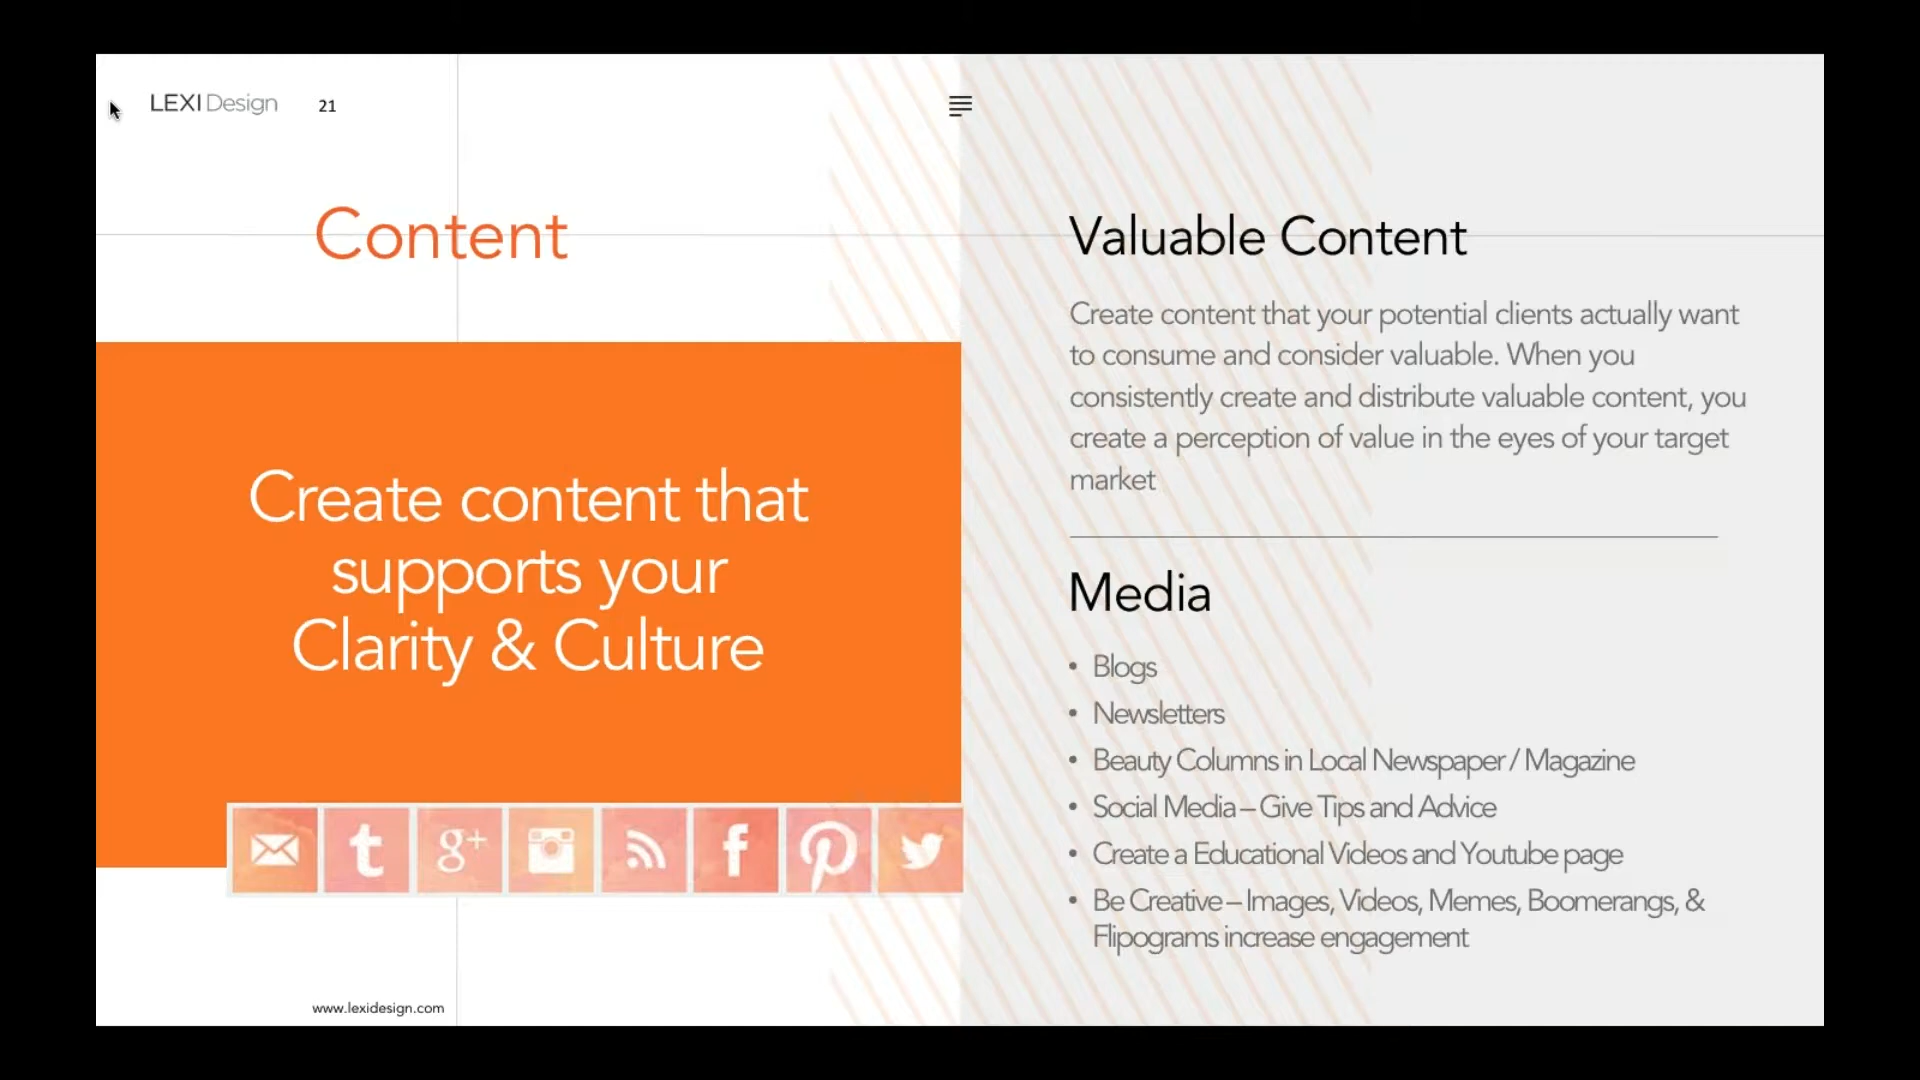 LEXI Design 21
Content
Create content that
supports your
Clarity & Culture
www.lexidesign.com
Valuable Content
Create content that your potential clients actually want
to consume and consider valuable. When you
consistently create and distribute valuable content, you
create a perception of value in the eyes of your target
market
Media
• Blogs
• Newsletters
• Beauty Columns in Local Newspaper / Magazine
• Social Media – Give Tips and Advice
• Create a Educational Videos and Youtube page
• Be Creative – Images, Videos, Memes, Boomerangs, &
Flipograms increase engagement